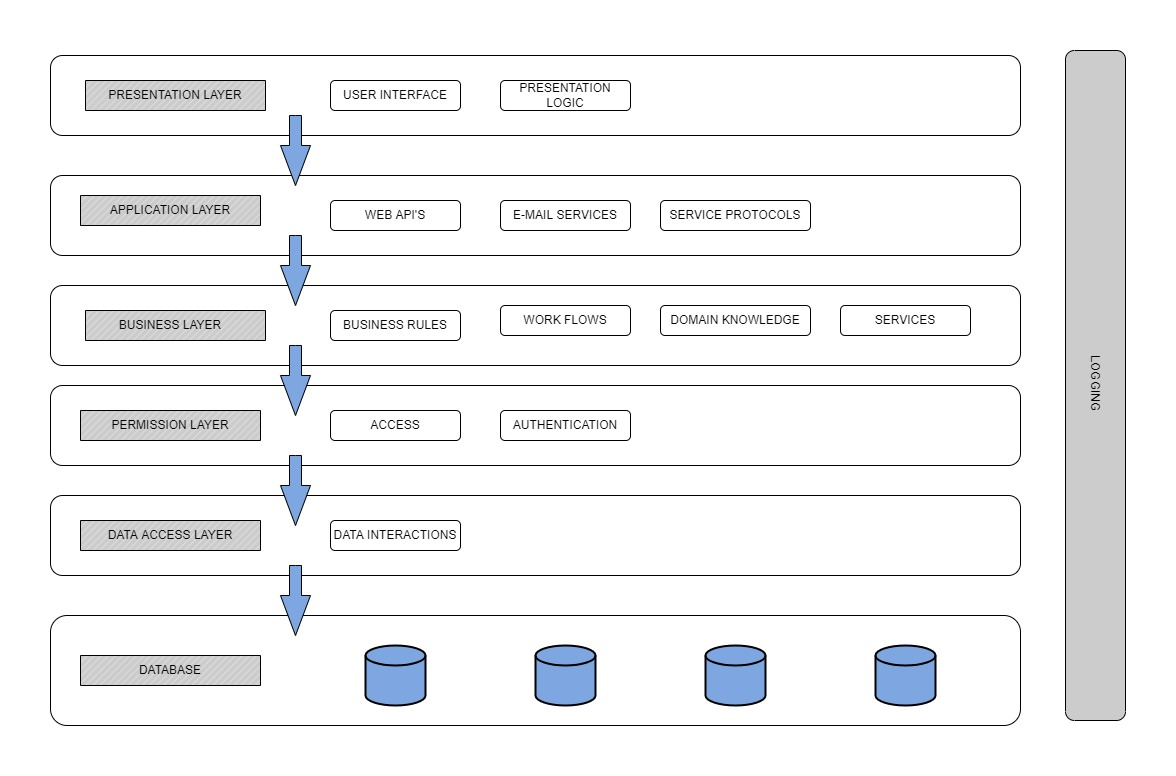 PRESENTATION LAYER
USER INTERFACE
PRESENTATION
LOGIC
APPLICATION LAYER
WEB API'S
E-MAIL SERVICES
SERVICE PROTOCOLS
BUSINESS LAYER
BUSINESS RULES
WORK FLOWS
DOMAIN KNOWLEDGE
SERVICES
PERMISSION LAYER
ACCESS
AUTHENTICATION
DATA ACCESS LAYER
DATA INTERACTIONS
DATABASE
LOGGING